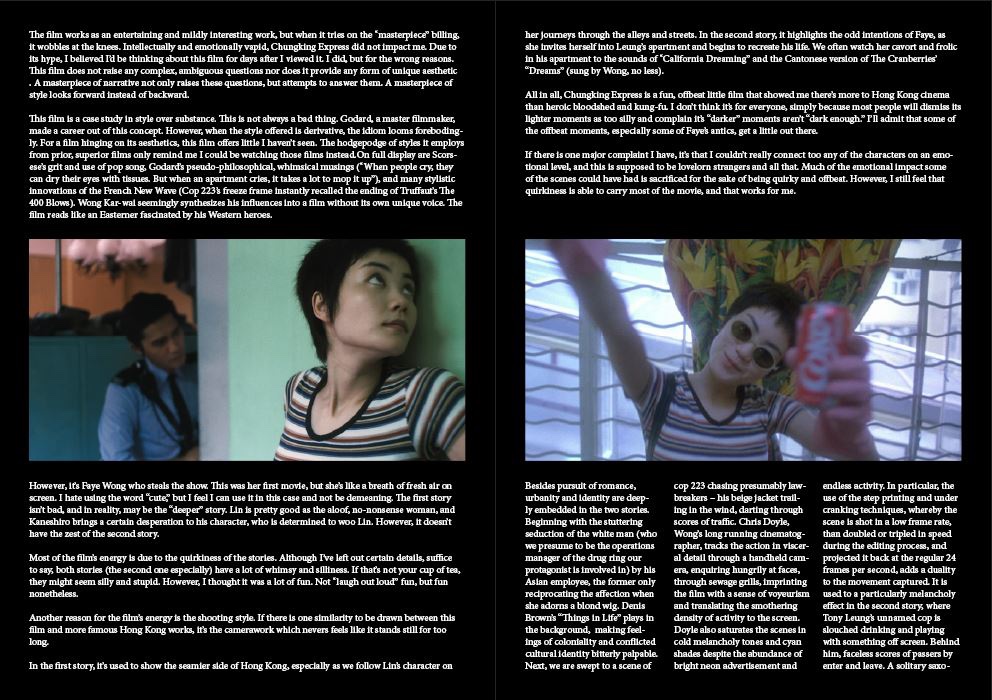 The film works as an entertaining and mildly interesting work, but when it tries on the “masterpiece” billing,
it wobbles at the knees. Intellectually and emotionally vapid, Chungking Express did not impact me. Due to
its hype, I believed I'd be thinking about this film for days after I viewed it. I did, but for the wrong reasons.
This film does not raise any complex, ambiguous questions nor does it provide any form of unique aesthetic
. A masterpiece of narrative not only raises these questions, but attempts to answer them. A masterpiece of
style looks forward instead of backward.
This film is a case study in style over substance. This is not always a bad thing. Godard, a master filmmaker,
made a career out of this concept. However, when the style offered is derivative, the idiom looms foreboding-
ly. For a film hinging on its aesthetics, this film offers little I haven't seen. The hodgepodge of styles it employs
from prior, superior films only remind me I could be watching those films instead.On full display are Scors-
ese's grit and use of pop song, Godard's pseudo-philosophical, whimsical musings (“When people cry, they
can dry their eyes with tissues. But when an apartment cries, it takes a lot to mop it up”), and many stylistic
innovations of the French New Wave (Cop 223's freeze frame instantly recalled the ending of Truffaut's The
400 Blows). Wong Kar-wai seemingly synthesizes his influences into a film without its own unique voice. The
film reads like an Easterner fascinated by his Western heroes.
However, it's Faye Wong who steals the show. This was her first movie, but she's like a breath of fresh air on
screen. I hate using the word “cute,” but I feel I can use it in this case and not be demeaning. The first story
isn't bad, and in reality, may be the “deeper” story. Lin is pretty good as the aloof, no-nonsense woman, and
Kaneshiro brings a certain desperation to his character, who is determined to woo Lin. However, it doesn't
have the zest of the second story.
Most of the film's energy is due to the quirkiness of the stories. Although I've left out certain details, suffice
to say, both stories (the second one especially) have a lot of whimsy and silliness. If that's not your cup of tea,
they might seem silly and stupid. However, I thought it was a lot of fun. Not “laugh out loud” fun, but fun
nonetheless.
Another reason for the film's energy is the shooting style. If there is one similarity to be drawn between this
film and more famous Hong Kong works, it's the camerawork which never feels like it stands still for too
long.
In the first story, it's used to show the seamier side of Hong Kong, especially as we follow Lin's character on
her journeys through the alleys and streets. In the second story, it highlights the odd intentions of Faye, as
she invites herself into Leung's apartment and begins to recreate his life. We often watch her cavort and frolic
in his apartment to the sounds of “California Dreaming” and the Cantonese version of The Cranberries'
“Dreams” (sung by Wong, no less).
All in all, Chungking Express is a fun, offbeat little film that showed me there's more to Hong Kong cinema
than heroic bloodshed and kung-fu. I don't think it's for everyone, simply because most people will dismiss its
lighter moments as too silly and complain it's “darker” moments aren't “dark enough.” I'll admit that some of
the offbeat moments, especially some of Faye's antics, get a little out there.
If there is one major complaint I have, it's that I couldn't really connect too any of the characters on an emo-
tional level, and this is supposed to be lovelorn strangers and all that. Much of the emotional impact some
of the scenes could have had is sacrificed for the sake of being quirky and offbeat. However, I still feel that
quirkiness is able to carry most of the movie, and that works for me.
Besides pursuit of romance,
urbanity and identity are deep-
ly embedded in the two stories.
Beginning with the stuttering
seduction of the white man (who
we presume to be the operations
manager of the drug ring our
protagonist is involved in) by his
Asian employee, the former only
reciprocating the affection when
she adorns a blond wig. Denis
Brown's “Things in Life” plays in
the background, making feel-
ings of coloniality and conflicted
cultural identity bitterly palpable.
Next, we are swept to a scene of
cop 223 chasing presumably law-
breakers – his beige jacket trail-
ing in the wind, darting through
scores of traffic. Chris Doyle,
Wong's long running cinematog-
rapher, tracks the action in viscer-
al detail through a handheld cam-
era, enquiring hungrily at faces,
through sewage grills, imprinting
the film with a sense of voyeurism
and translating the smothering
density of activity to the screen.
Doyle also saturates the scenes in
cold melancholy tones and cyan
shades despite the abundance of
bright neon advertisement and
endless activity. In particular, the
use of the step printing and under
cranking techniques, whereby the
scene is shot in a low frame rate,
than doubled or tripled in speed
during the editing process, and
projected it back at the regular 24
frames per second, adds a duality
to the movement captured. It is
used to a particularly melancholy
effect in the second story, where
Tony Leung's unnamed cop is
slouched drinking and playing
with something off screen. Behind
him, faceless scores of passers by
enter and leave. A solitary saxo-